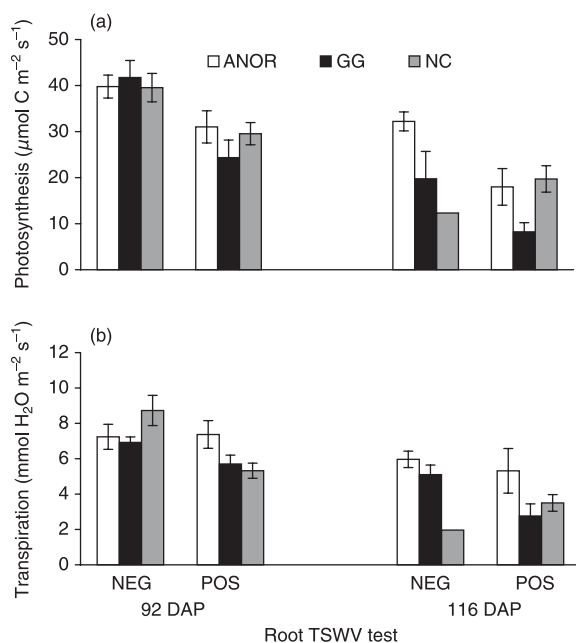 (a)
50
40
30
20
10
0
Photosynthesis (µmol C m⁻² s⁻¹)
ANOR GG NC
(b)
12
10
8
6
4
2
0
Transpiration (mmol H₂O m⁻² s⁻¹)
NEG POS NEG POS
92 DAP 116 DAP
Root TSWV test